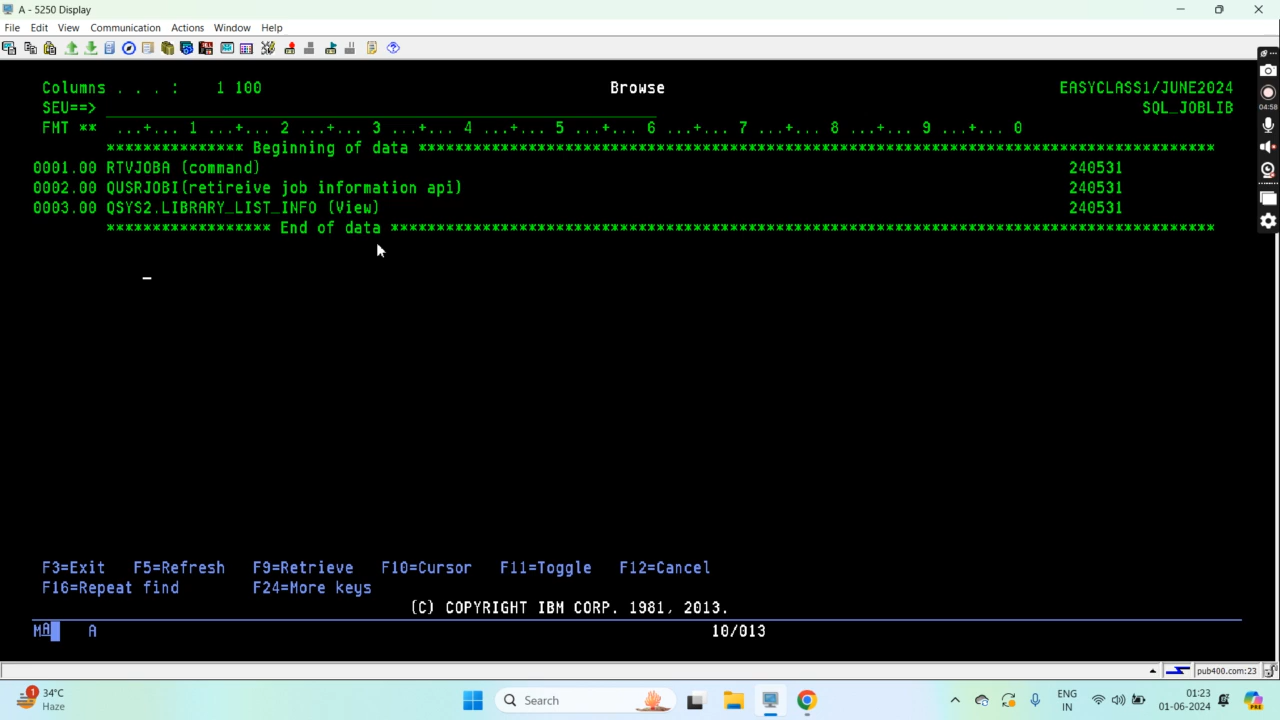 A - 5250 Display
File Edit View Communication Actions Window Help
Columns . . . : 1 100 Browse EASYCLASS1/JUNE2024
SEU==> SQL_JOBLIB
FMT ** ...+... 1 ...+... 2 ...+... 3 ...+... 4 ...+... 5 ...+... 6 ...+... 7 ...+... 8 ...+... 9 ...+... 0
*************** Beginning of data ***************************************************************************************
0001.00 RTVJOBA (command) 240531
0002.00 QUSRJOBI(retireive job information api) 240531
0003.00 QSYS2.LIBRARY_LIST_INFO (View) 240531
****************** End of data ******************************************************************************************
04:58
F3=Exit F5=Refresh F9=Retrieve F10=Cursor F11=Toggle F12=Cancel
F16=Repeat find F24=More keys
(C) COPYRIGHT IBM CORP. 1981, 2013.
A 10/013
pub400.com:23
1 34°C
Haze
Search
ENG
IN
01:23
01-06-2024
PRE